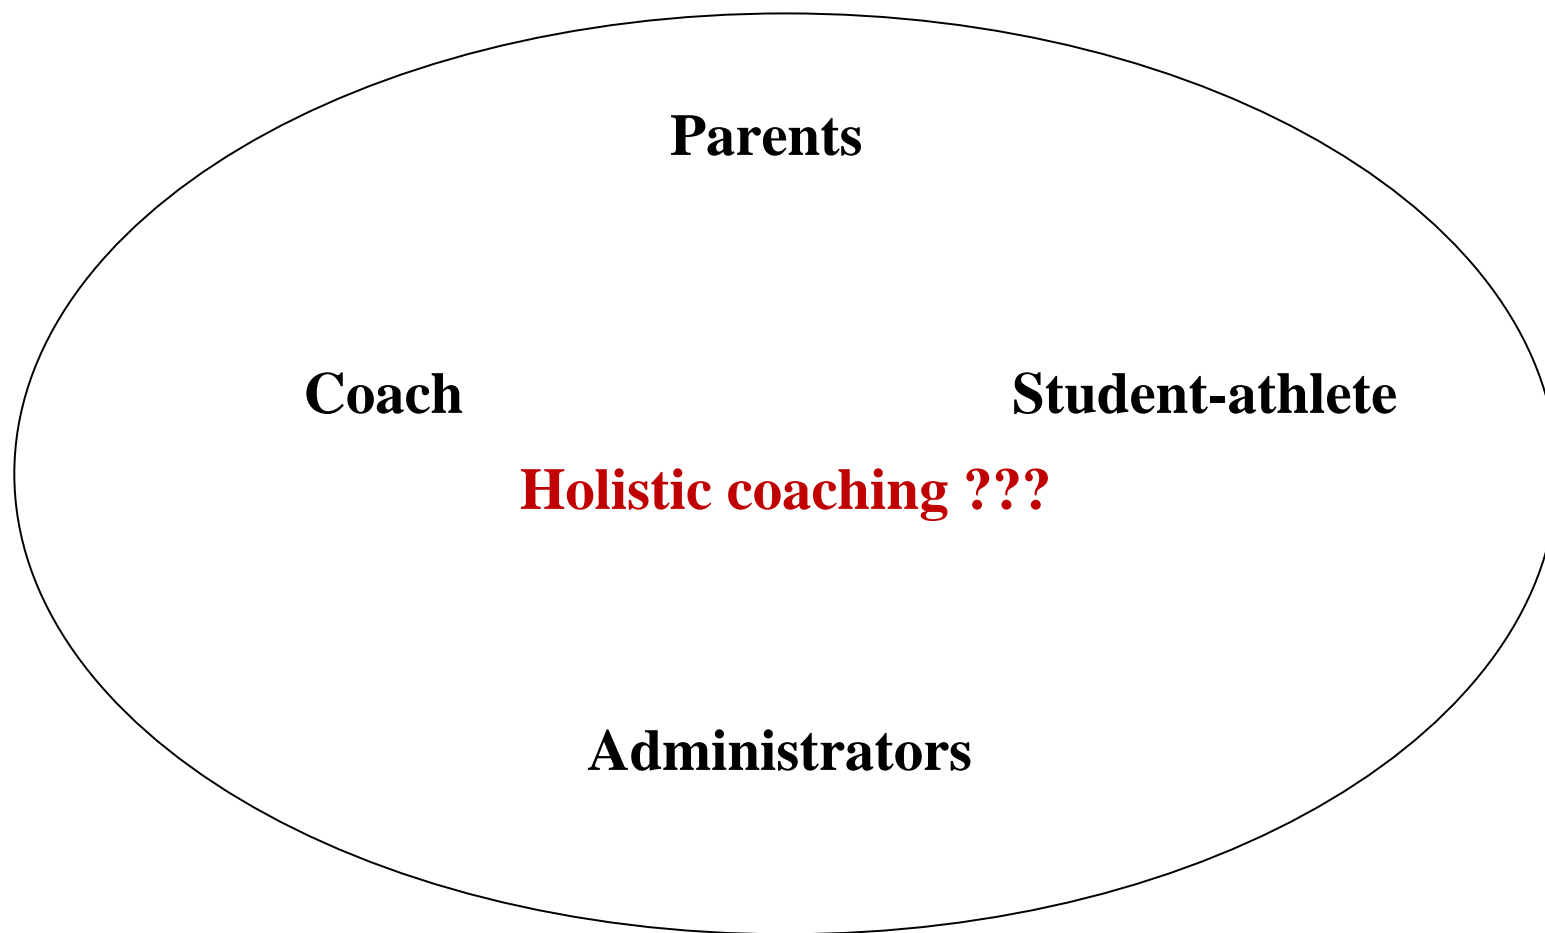 Parents
Coach Student-athlete
Holistic coaching ???
Administrators